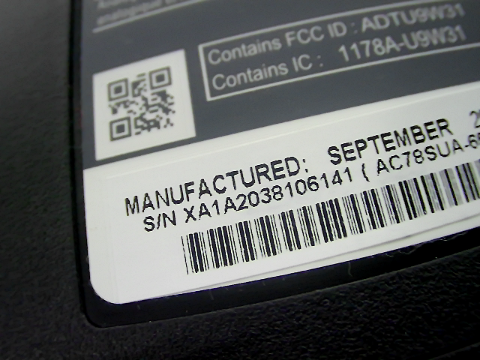 Contains FCC ID : ADTU9W31
Contains IC : 1178A-U9W31
MANUFACTURED: SEPTEMBER
S/N XA1A2038106141 ( AC78SUA-